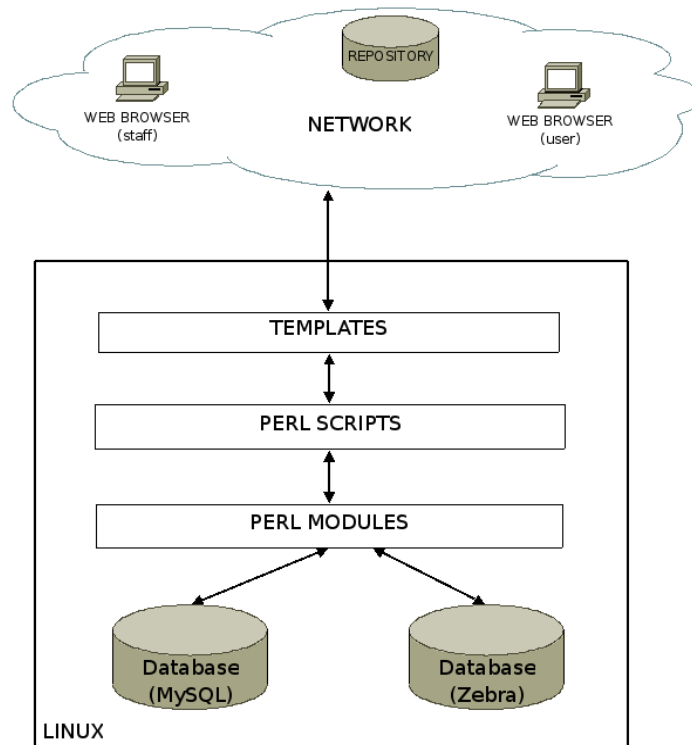 REPOSITORY
WEB BROWSER
(staff)
NETWORK
WEB BROWSER
(user)
TEMPLATES
PERL SCRIPTS
PERL MODULES
Database
(MySQL)
Database
(Zebra)
LINUX